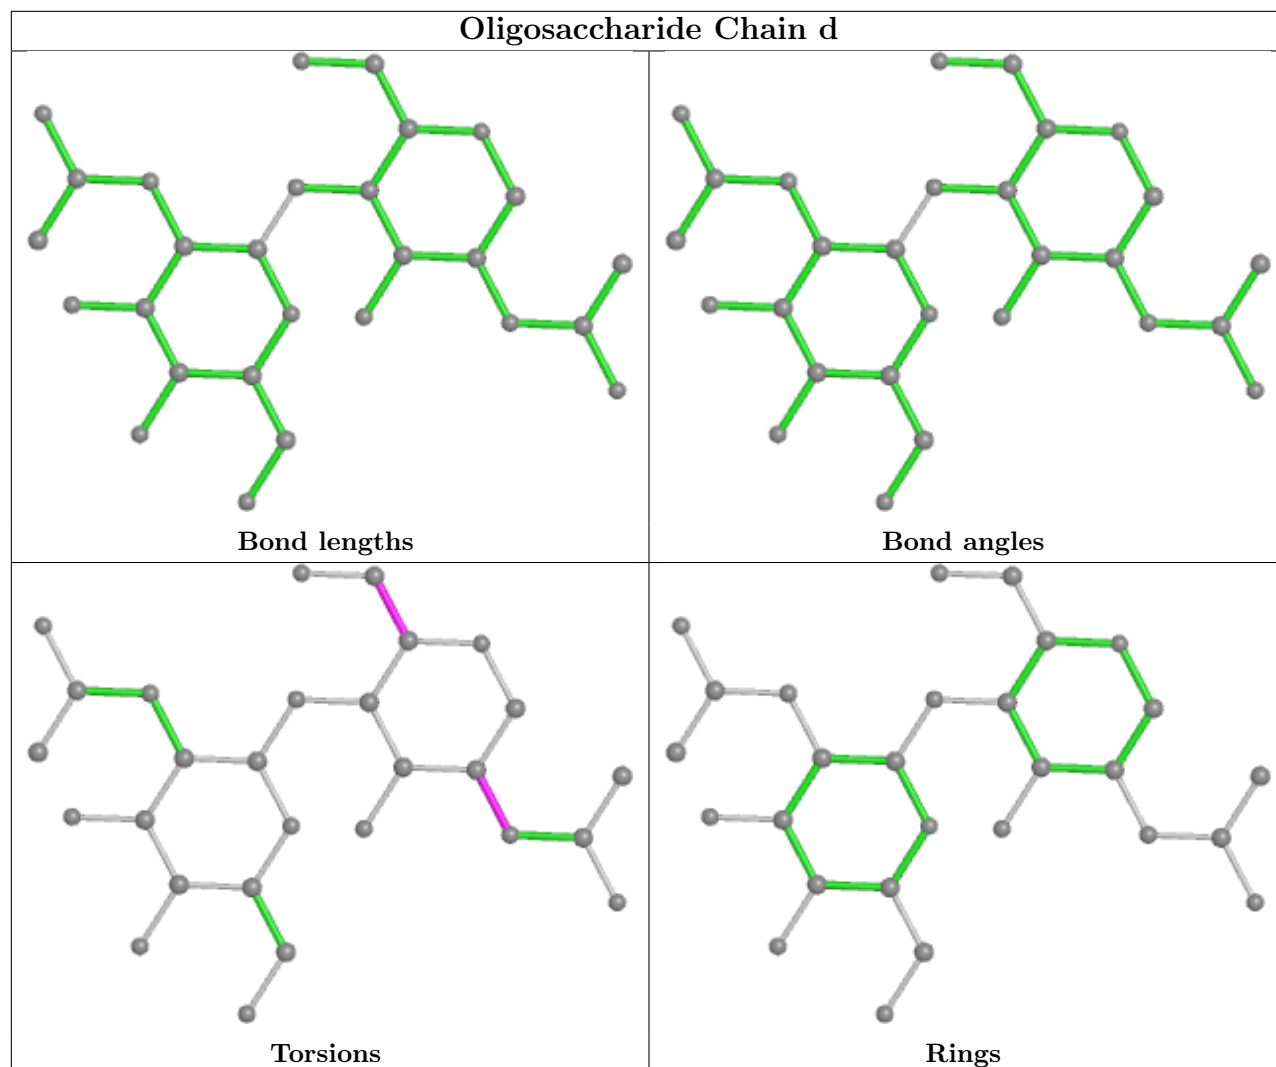 Oligosaccharide Chain d
Bond lengths
Bond angles
Torsions
Rings